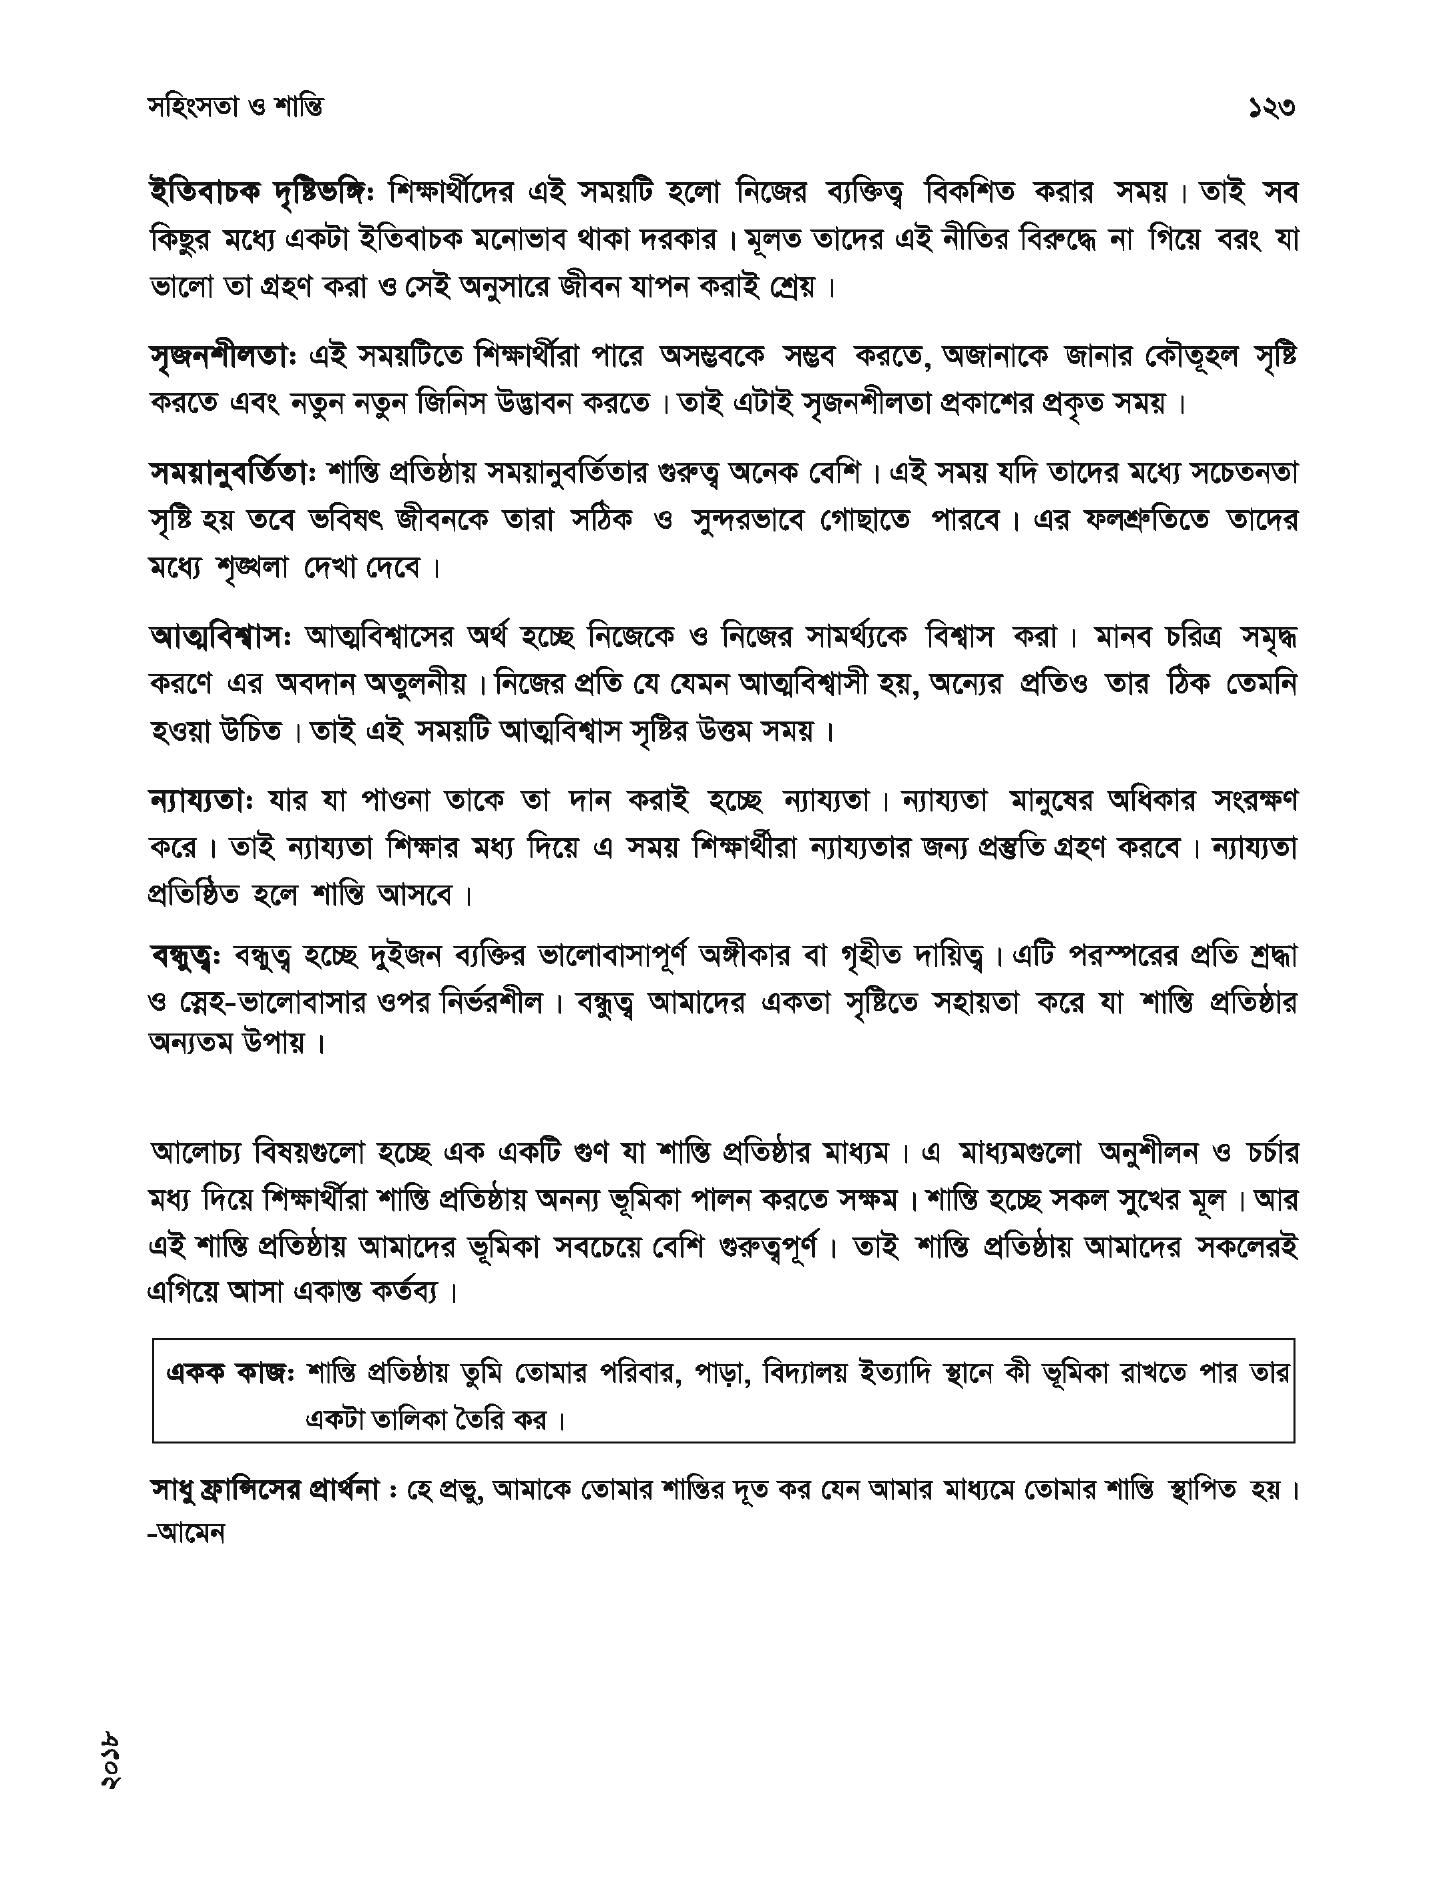 সহিংসতা ও শান্তি ১২৩
ইতিবাচক দৃষ্টিভঙ্গি: শিক্ষার্থীদের এই সময়টি হলো নিজের ব্যক্তিত্ব বিকশিত করার সময়। তাই সব
কিছুর মধ্যে একটা ইতিবাচক মনোভাব থাকা দরকার। মূলত তাদের এই নীতির বিরুদ্ধে না গিয়ে বরং যা
ভালো তা গ্রহণ করা ও সেই অনুসারে জীবন যাপন করাই শ্রেয়।
সৃজনশীলতা: এই সময়টিতে শিক্ষার্থীরা পারে অসম্ভবকে সম্ভব করতে, অজানাকে জানার কৌতূহল সৃষ্টি
করতে এবং নতুন নতুন জিনিস উদ্ভাবন করতে। তাই এটাই সৃজনশীলতা প্রকাশের প্রকৃত সময়।
সময়ানুবর্তিতা: শান্তি প্রতিষ্ঠায় সময়ানুবর্তিতার গুরুত্ব অনেক বেশি। এই সময় যদি তাদের মধ্যে সচেতনতা
সৃষ্টি হয় তবে ভবিষৎ জীবনকে তারা সঠিক ও সুন্দরভাবে গোছাতে পারবে। এর ফলশ্রুতিতে তাদের
মধ্যে শৃঙ্খলা দেখা দেবে।
আত্মবিশ্বাস: আত্মবিশ্বাসের অর্থ হচ্ছে নিজেকে ও নিজের সামর্থ্যকে বিশ্বাস করা। মানব চরিত্র সমৃদ্ধ
করণে এর অবদান অতুলনীয়। নিজের প্রতি যে যেমন আত্মবিশ্বাসী হয়, অন্যের প্রতিও তার ঠিক তেমনি
হওয়া উচিত। তাই এই সময়টি আত্মবিশ্বাস সৃষ্টির উত্তম সময়।
ন্যায্যতা: যার যা পাওনা তাকে তা দান করাই হচ্ছে ন্যায্যতা। ন্যায্যতা মানুষের অধিকার সংরক্ষণ
করে। তাই ন্যায্যতা শিক্ষার মধ্য দিয়ে এ সময় শিক্ষার্থীরা ন্যায্যতার জন্য প্রস্তুতি গ্রহণ করবে। ন্যায্যতা
প্রতিষ্ঠিত হলে শান্তি আসবে।
বন্ধুত্ব: বন্ধুত্ব হচ্ছে দুইজন ব্যক্তির ভালোবাসাপূর্ণ অঙ্গীকার বা গৃহীত দায়িত্ব। এটি পরস্পরের প্রতি শ্রদ্ধা
ও স্নেহ-ভালোবাসার ওপর নির্ভরশীল। বন্ধুত্ব আমাদের একতা সৃষ্টিতে সহায়তা করে যা শান্তি প্রতিষ্ঠার
অন্যতম উপায়।
আলোচ্য বিষয়গুলো হচ্ছে এক একটি গুণ যা শান্তি প্রতিষ্ঠার মাধ্যম। এ মাধ্যমগুলো অনুশীলন ও চর্চার
মধ্য দিয়ে শিক্ষার্থীরা শান্তি প্রতিষ্ঠায় অনন্য ভূমিকা পালন করতে সক্ষম। শান্তি হচ্ছে সকল সুখের মূল। আর
এই শান্তি প্রতিষ্ঠায় আমাদের ভূমিকা সবচেয়ে বেশি গুরুত্বপূর্ণ। তাই শান্তি প্রতিষ্ঠায় আমাদের সকলেরই
এগিয়ে আসা একান্ত কর্তব্য।
একক কাজ: শান্তি প্রতিষ্ঠায় তুমি তোমার পরিবার, পাড়া, বিদ্যালয় ইত্যাদি স্থানে কী ভূমিকা রাখতে পার তার
একটা তালিকা তৈরি কর।
সাধু ফ্রান্সিসের প্রার্থনা : হে প্রভু, আমাকে তোমার শান্তির দূত কর যেন আমার মাধ্যমে তোমার শান্তি স্থাপিত হয়।
-আমেন
২০১৮